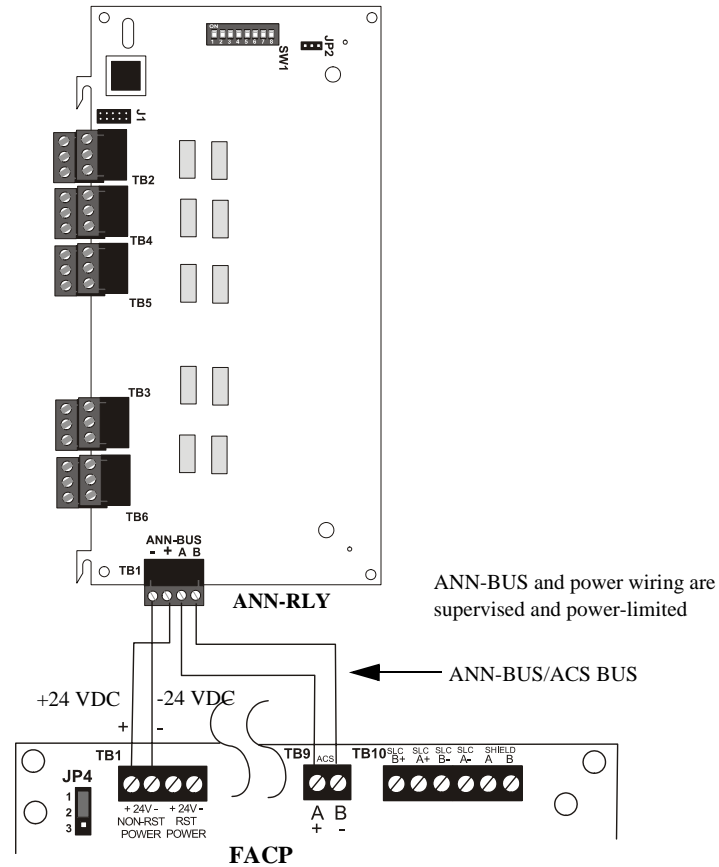 ON
1 2 3 4 5 6 7 8
SW1
JP2
J1
TB2
TB4
TB5
TB3
TB6
ANN-BUS
- + A B
TB1
ANN-RLY
ANN-BUS and power wiring are
supervised and power-limited
ANN-BUS/ACS BUS
+24 VDC
-24 VDC
+ -
TB1
TB9
ACS
TB10
SLC SLC SLC SLC SHIELD
B+ A+ B- A- A B
JP4
1
2
3
+ 24V - + 24V -
NON-RST RST
POWER POWER
A B
+ -
FACP